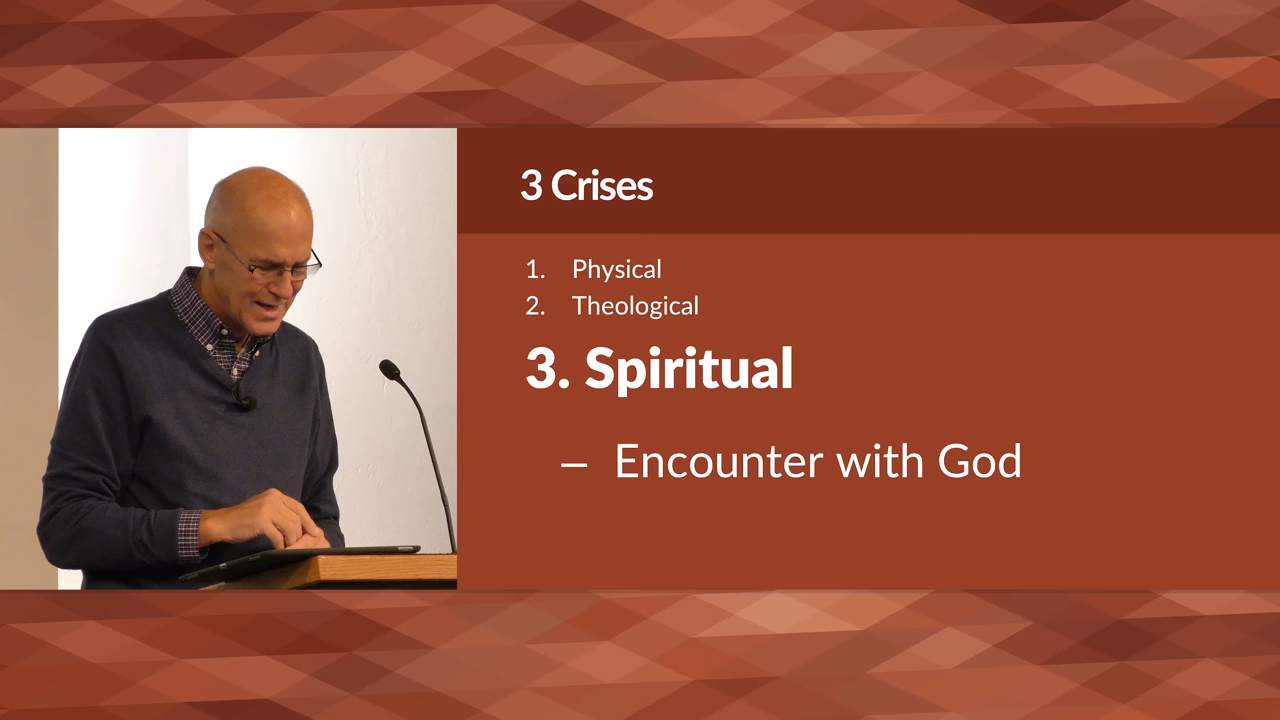 3 Crises
1. Physical
2. Theological
3. Spiritual
– Encounter with God